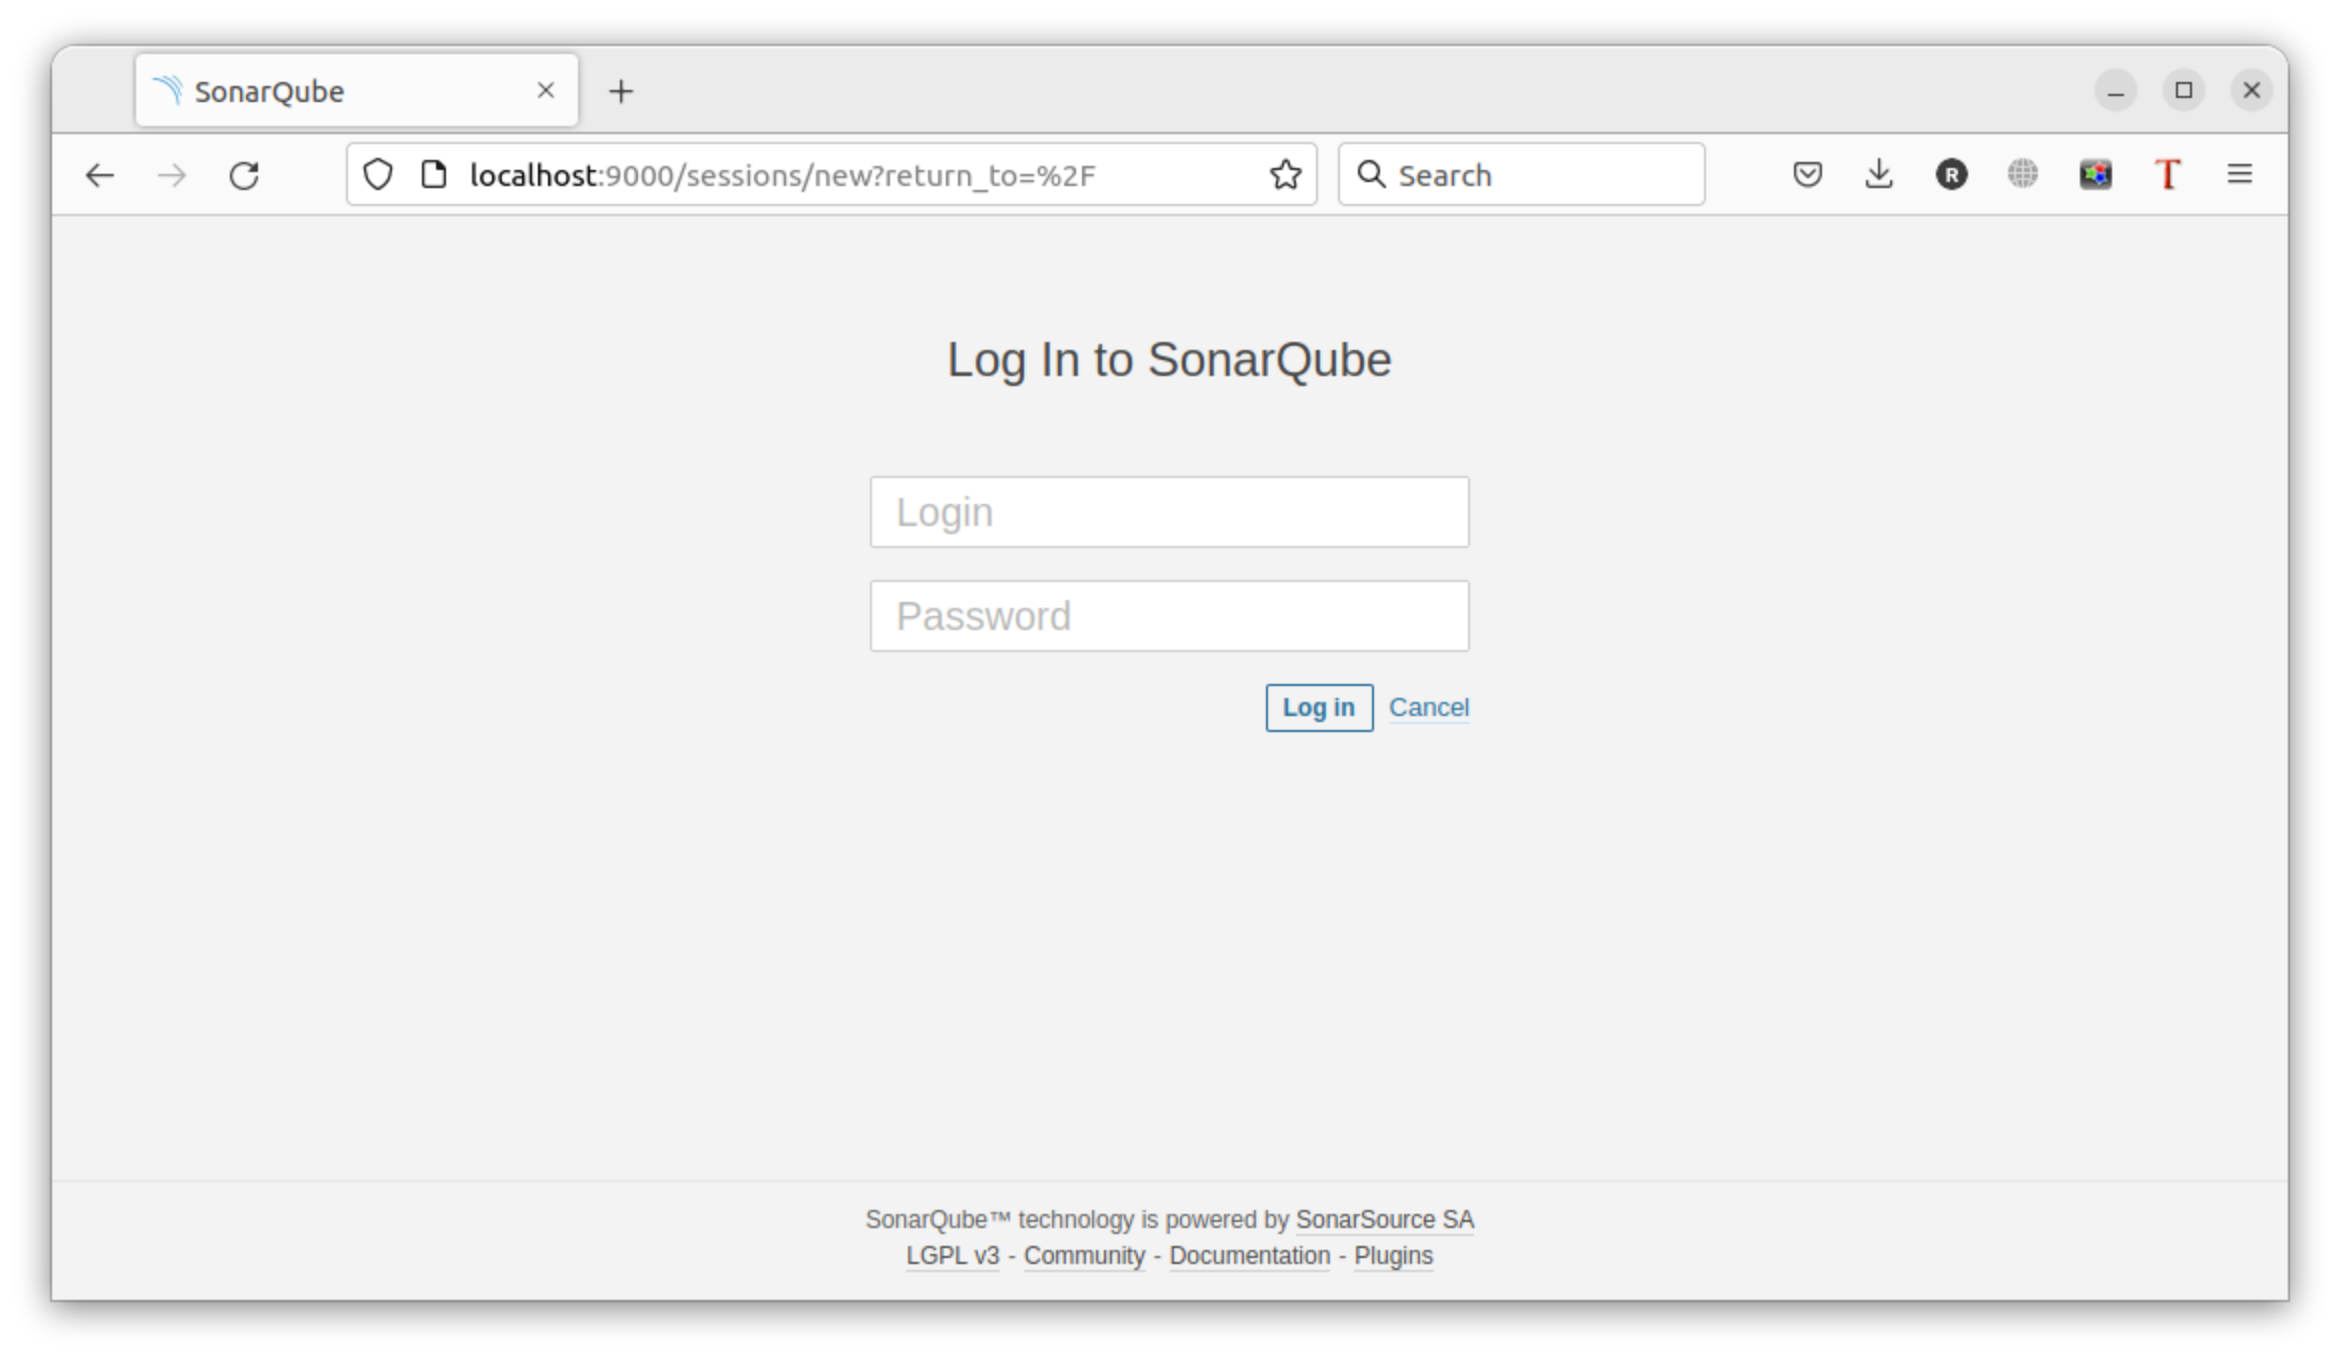 SonarQube
localhost:9000/sessions/new?return_to=%2F
Search
R
T
Log In to SonarQube
Login
Password
Log in Cancel
SonarQube™ technology is powered by SonarSource SA
LGPL v3 - Community - Documentation - Plugins